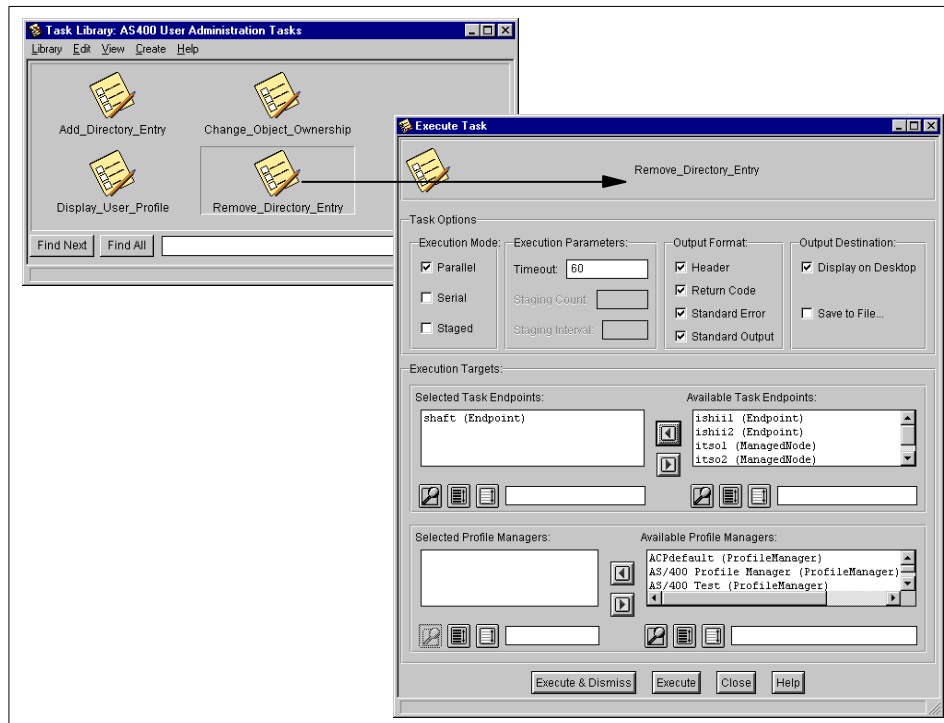 Task Library: AS400 User Administration Tasks
Library Edit View Create Help
Add_Directory_Entry Change_Object_Ownership
Display_User_Profile Remove_Directory_Entry
Find Next Find All
Execute Task
Remove_Directory_Entry
Task Options
Execution Mode: Execution Parameters: Output Format: Output Destination:
Parallel Timeout: 60 Header Display on Desktop
Return Code
Serial Staging Count: Standard Error Save to File...
Staged Staging Interval: Standard Output
Execution Targets:
Selected Task Endpoints: Available Task Endpoints:
shaft (Endpoint) ishii1 (Endpoint)
ishii2 (Endpoint)
itso1 (ManagedNode)
itso2 (ManagedNode)
Selected Profile Managers: Available Profile Managers:
ACPdefault (ProfileManager)
AS/400 Profile Manager (ProfileManager)
AS/400 Test (ProfileManager)
Execute & Dismiss Execute Close Help